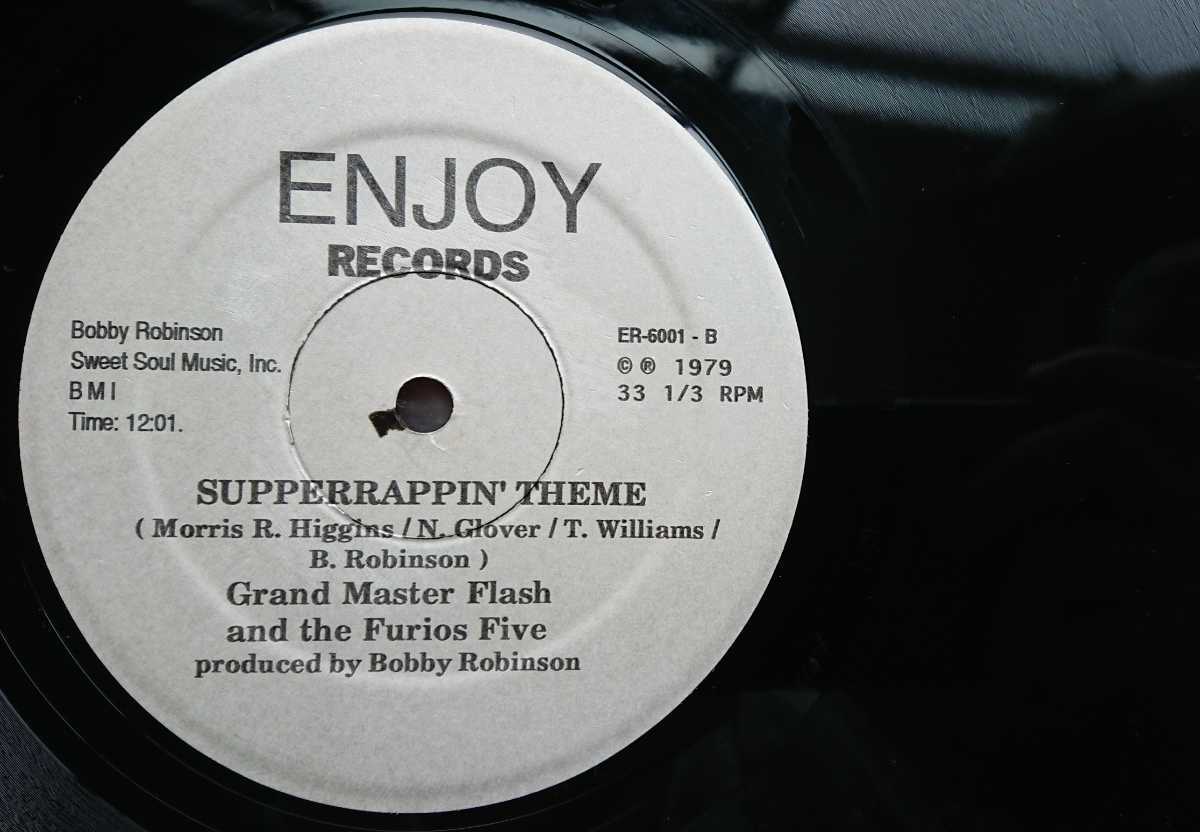 ENJOY
RECORDS
Bobby Robinson
Sweet Soul Music, Inc.
B M I
Time: 12:01.
ER-6001 - B
© ® 1979
33 1/3 RPM
SUPPERRAPPIN' THEME
( Morris R. Higgins / N. Glover / T. Williams /
B. Robinson )
Grand Master Flash
and the Furios Five
produced by Bobby Robinson